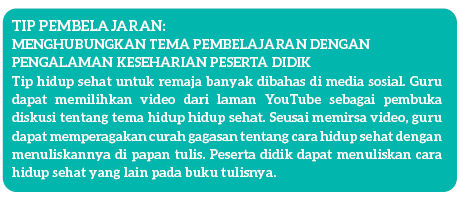 TIP PEMBELAJARAN:
MENGHUBUNGKAN TEMA PEMBELAJARAN DENGAN
PENGALAMAN KESEHARIAN PESERTA DIDIK
Tip hidup sehat untuk remaja banyak dibahas di media sosial. Guru
dapat memilihkan video dari laman YouTube sebagai pembuka
diskusi tentang tema hidup hidup sehat. Seusai memirsa video, guru
dapat memperagakan curah gagasan tentang cara hidup sehat dengan
menuliskannya di papan tulis. Peserta didik dapat menuliskan cara
hidup sehat yang lain pada buku tulisnya.